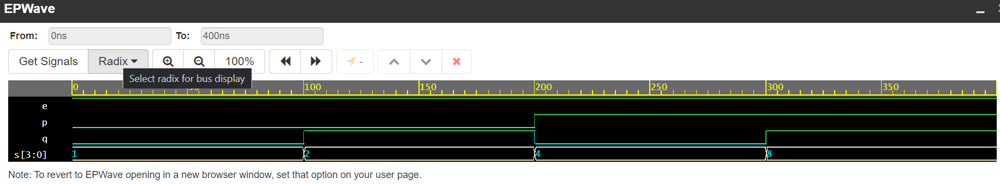 EPWave
From: 0ns To: 400ns
Get Signals Radix 100% -
Select radix for bus display
0 100 150 200 250 300 350
e
p
q
s[3:0] 1 2 4 8
Note: To revert to EPWave opening in a new browser window, set that option on your user page.